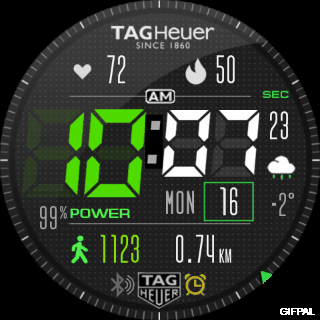 TAGHeuer
SINCE 1860
72 50
AM
SEC
10:07 23
MON 16 -2°
99% POWER
1123 0.74 KM
TAG
HEUER
GIFPAL